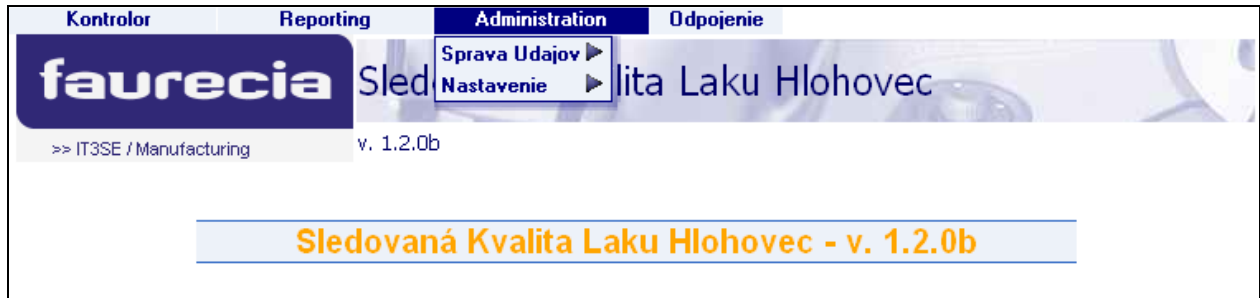 Kontrolor Reporting Administration Odpojenie
Sprava Udajov
Nastavenie
faurecia Sled lita Laku Hlohovec
>> IT3SE / Manufacturing v. 1.2.0b
Sledovaná Kvalita Laku Hlohovec - v. 1.2.0b